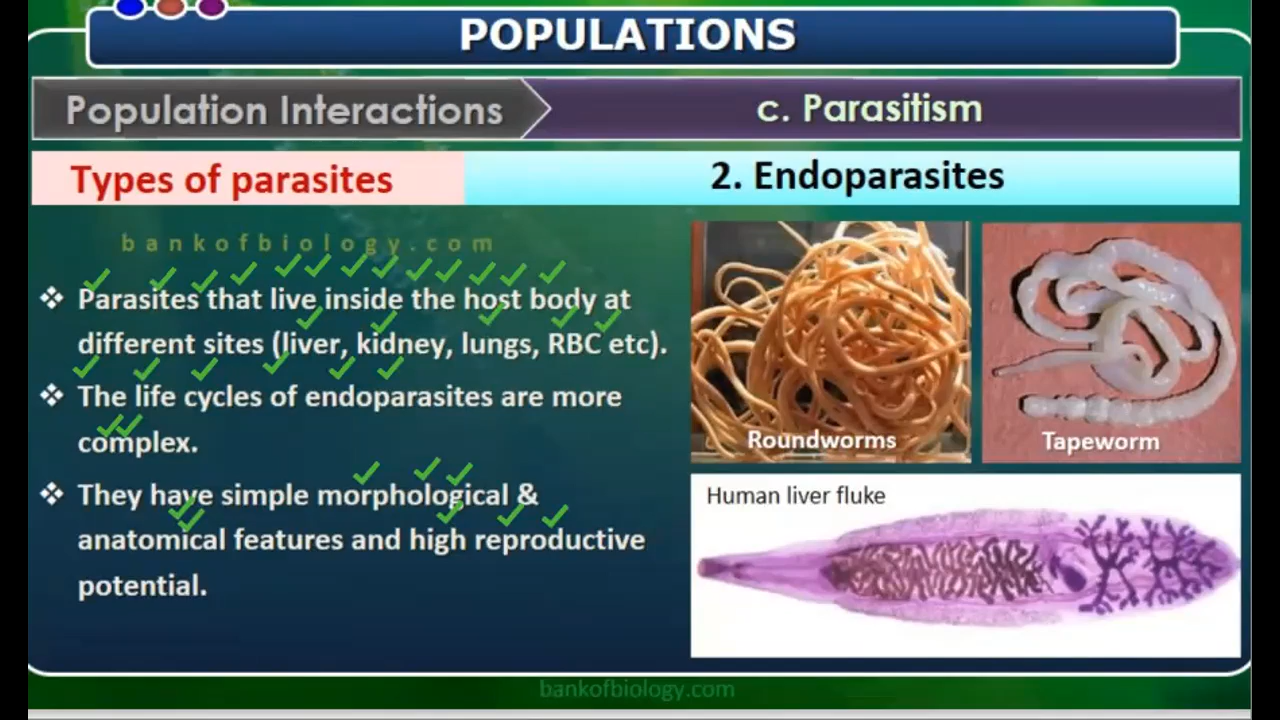 POPULATIONS
Population Interactions
c. Parasitism
Types of parasites
2. Endoparasites
bankofbiology.com
❖ Parasites that live inside the host body at
different sites (liver, kidney, lungs, RBC etc).
❖ The life cycles of endoparasites are more
complex.
❖ They have simple morphological &
anatomical features and high reproductive
potential.
Roundworms
Tapeworm
Human liver fluke
bankofbiology.com